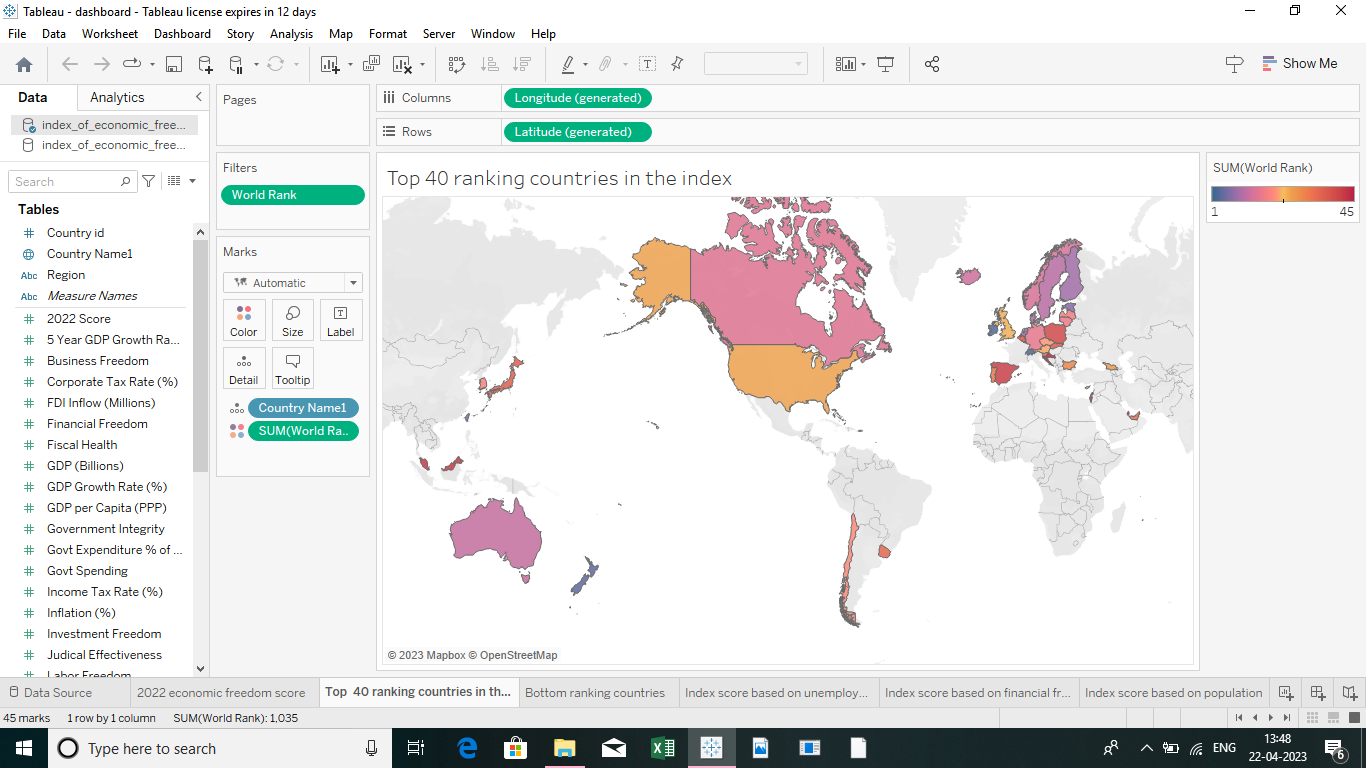 Tableau - dashboard - Tableau license expires in 12 days
File Data Worksheet Dashboard Story Analysis Map Format Server Window Help
Show Me
Data Analytics
index_of_economic_free...
index_of_economic_free...
Search
Tables
Country id
Country Name1
Abc Region
Abc Measure Names
2022 Score
5 Year GDP Growth Ra...
Business Freedom
Corporate Tax Rate (%)
FDI Inflow (Millions)
Financial Freedom
Fiscal Health
GDP (Billions)
GDP Growth Rate (%)
GDP per Capita (PPP)
Government Integrity
Govt Expenditure % of ...
Govt Spending
Income Tax Rate (%)
Inflation (%)
Investment Freedom
Judical Effectiveness
Labor Freedom
Pages
Filters
World Rank
Marks
Automatic
Color Size Label
Detail Tooltip
Country Name1
SUM(World Ra..
Columns Longitude (generated)
Rows Latitude (generated)
Top 40 ranking countries in the index
© 2023 Mapbox © OpenStreetMap
SUM(World Rank)
1 45
Data Source 2022 economic freedom score Top 40 ranking countries in th... Bottom ranking countries Index score based on unemploy... Index score based on financial fr... Index score based on population
45 marks 1 row by 1 column SUM(World Rank): 1,035
Type here to search
ENG
13:48
22-04-2023
6